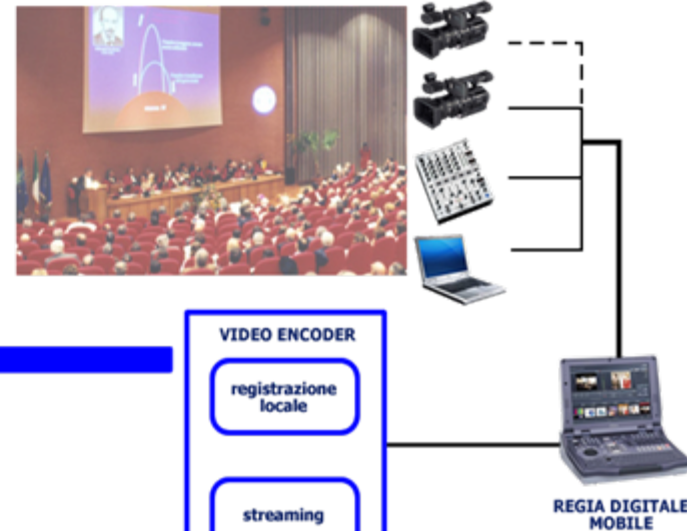 VIDEO ENCODER
registrazione
locale
streaming
REGIA DIGITALE
MOBILE